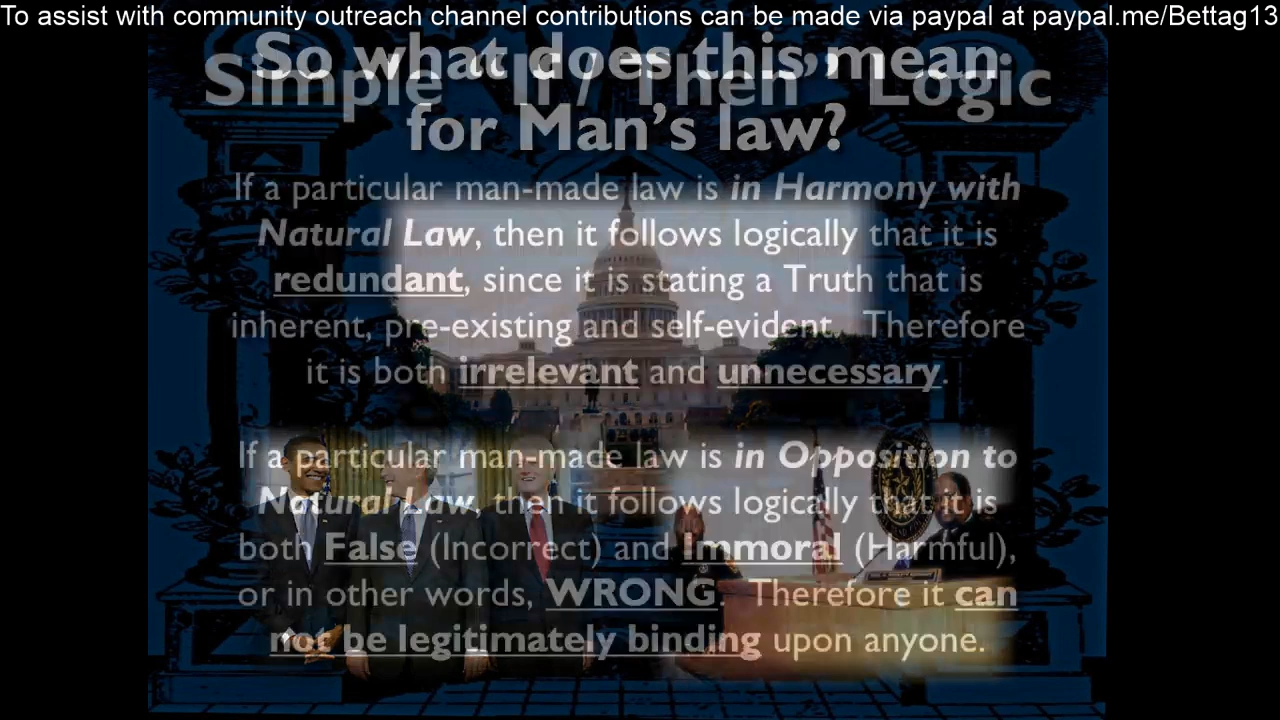 To assist with community outreach channel contributions can be made via paypal at paypal.me/Bettag13
So what does this mean
for Man's law?
Simple "If / Then" Logic
If a particular man-made law is in Harmony with
Natural Law, then it follows logically that it is
redundant, since it is stating a Truth that is
inherent, pre-existing and self-evident. Therefore
it is both irrelevant and unnecessary.
If a particular man-made law is in Opposition to
Natural Law, then it follows logically that it is
both False (Incorrect) and Immoral (Harmful),
or in other words, WRONG. Therefore it can
not be legitimately binding upon anyone.